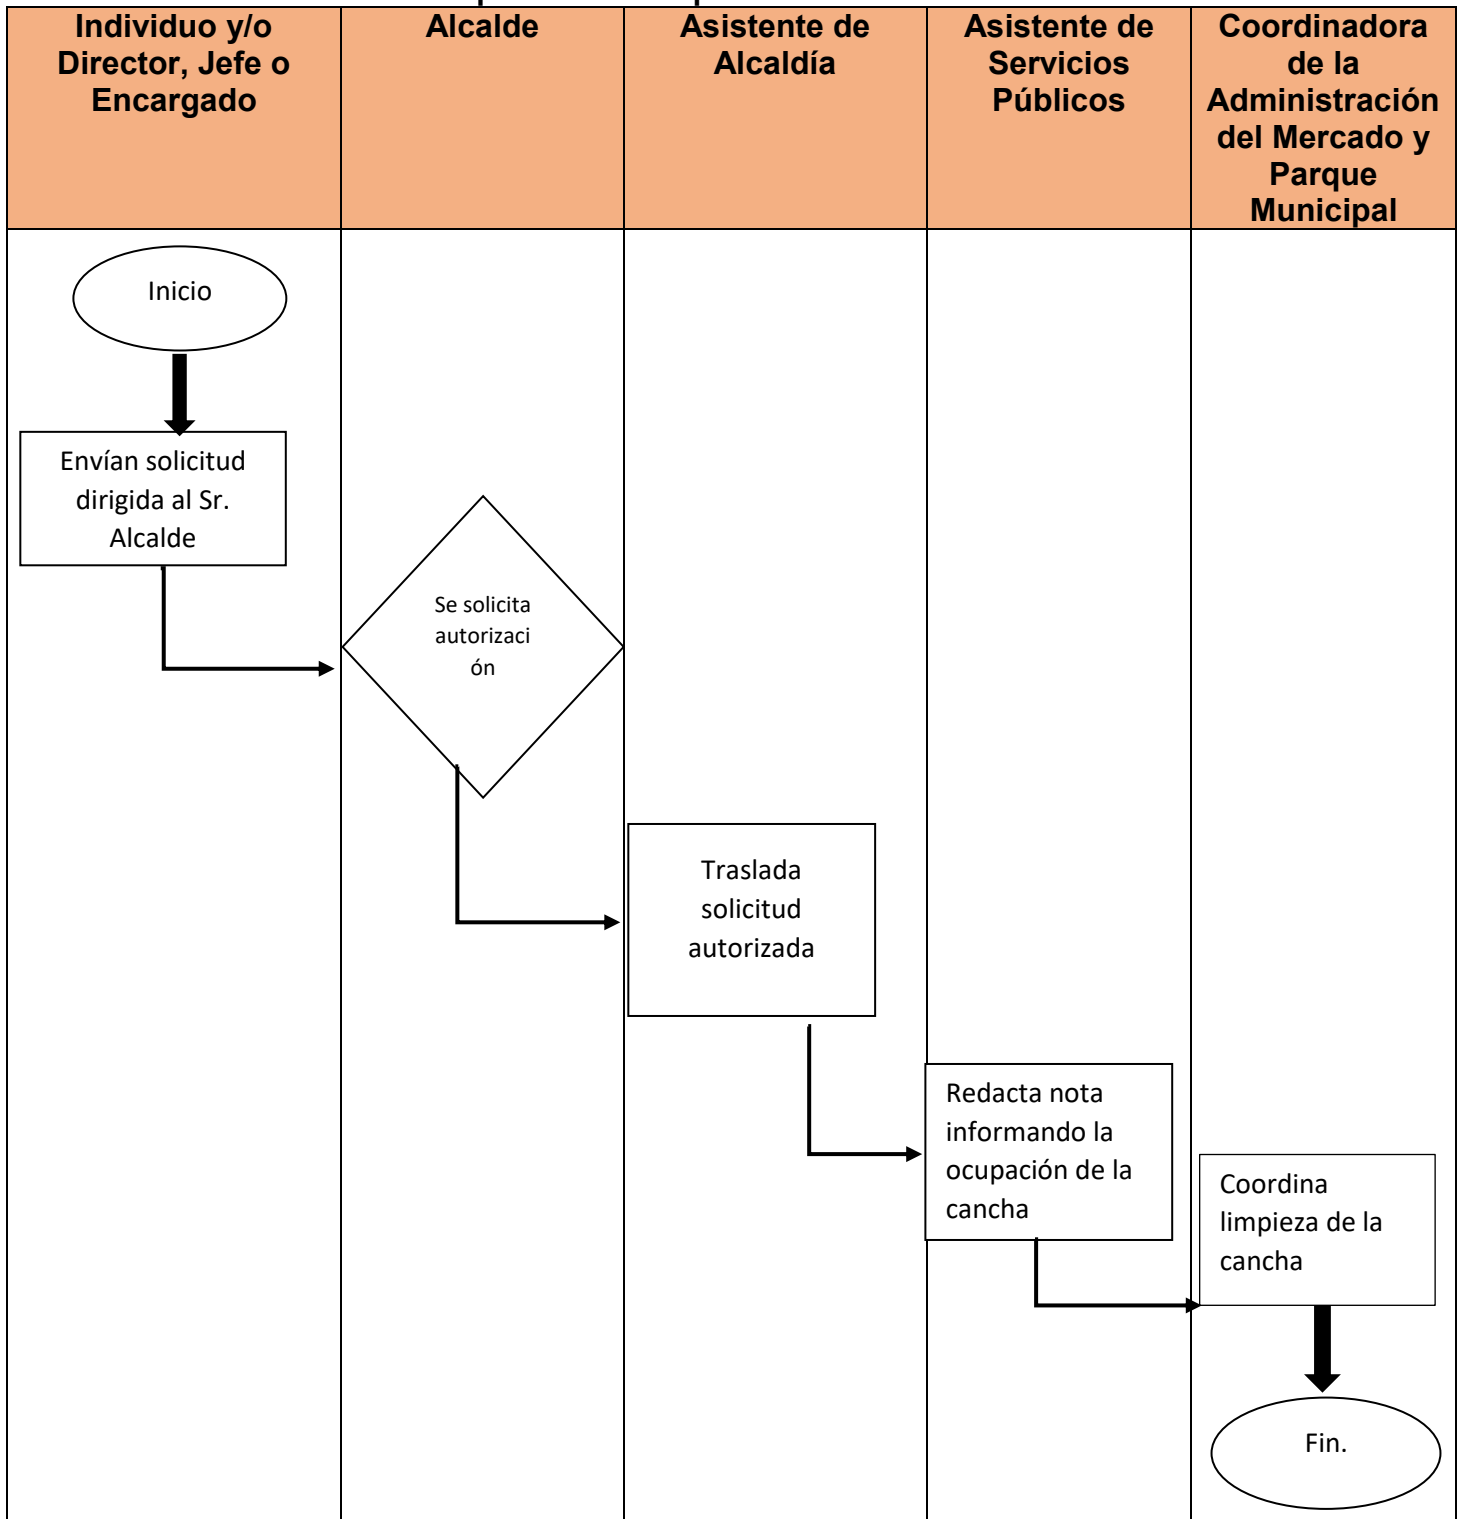 Individuo y/o
Director, Jefe o
Encargado
Alcalde
Asistente de
Alcaldía
Asistente de
Servicios
Públicos
Coordinadora
de la
Administración
del Mercado y
Parque
Municipal
Inicio
Envían solicitud
dirigida al Sr.
Alcalde
Se solicita
autorizaci
ón
Traslada
solicitud
autorizada
Redacta nota
informando la
ocupación de la
cancha
Coordina
limpieza de la
cancha
Fin.